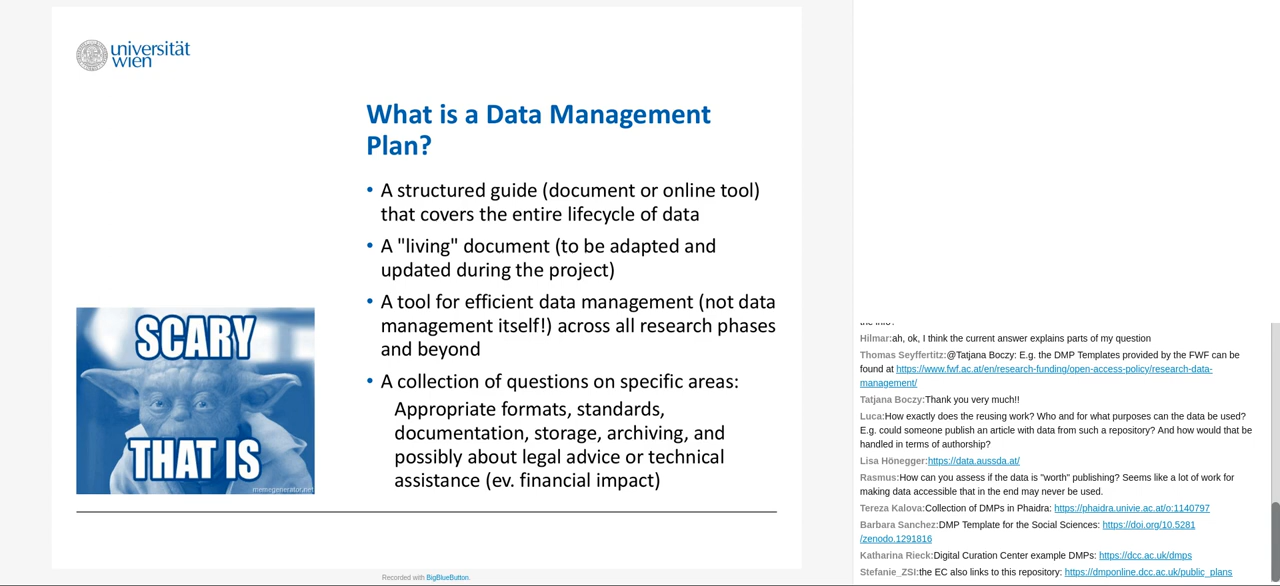 universität
wien
What is a Data Management
Plan?
• A structured guide (document or online tool)
that covers the entire lifecycle of data
• A "living" document (to be adapted and
updated during the project)
• A tool for efficient data management (not data
management itself!) across all research phases
and beyond
• A collection of questions on specific areas:
Appropriate formats, standards,
documentation, storage, archiving, and
possibly about legal advice or technical
assistance (ev. financial impact)
SCARY
THAT IS
memegenerator.net
Recorded with BigBlueButton.
the info?
Hilmar:ah, ok, I think the current answer explains parts of my question
Thomas Seyffertitz:@Tatjana Boczy: E.g. the DMP Templates provided by the FWF can be
found at https://www.fwf.ac.at/en/research-funding/open-access-policy/research-data-
management/
Tatjana Boczy:Thank you very much!!
Luca:How exactly does the reusing work? Who and for what purposes can the data be used?
E.g. could someone publish an article with data from such a repository? And how would that be
handled in terms of authorship?
Lisa Hönegger:https://data.aussda.at/
Rasmus:How can you assess if the data is "worth" publishing? Seems like a lot of work for
making data accessible that in the end may never be used.
Tereza Kalova:Collection of DMPs in Phaidra: https://phaidra.univie.ac.at/o:1140797
Barbara Sanchez:DMP Template for the Social Sciences: https://doi.org/10.5281
/zenodo.1291816
Katharina Rieck:Digital Curation Center example DMPs: https://dcc.ac.uk/dmps
Stefanie_ZSI:the EC also links to this repository: https://dmponline.dcc.ac.uk/public_plans